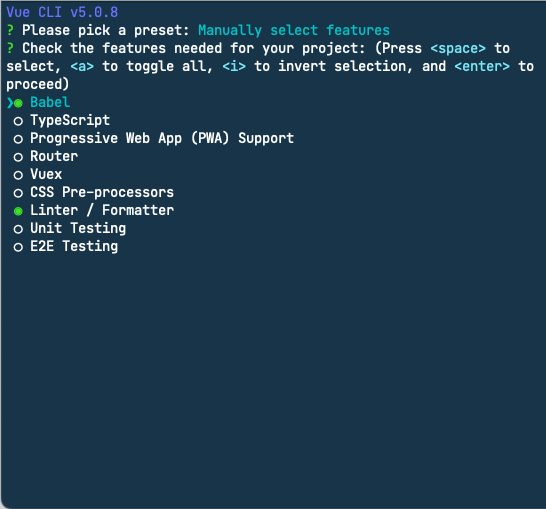 Vue CLI v5.0.8
? Please pick a preset: Manually select features
? Check the features needed for your project: (Press <space> to
select, <a> to toggle all, <i> to invert selection, and <enter> to
proceed)
❯◉ Babel
○ TypeScript
○ Progressive Web App (PWA) Support
○ Router
○ Vuex
○ CSS Pre-processors
◉ Linter / Formatter
○ Unit Testing
○ E2E Testing